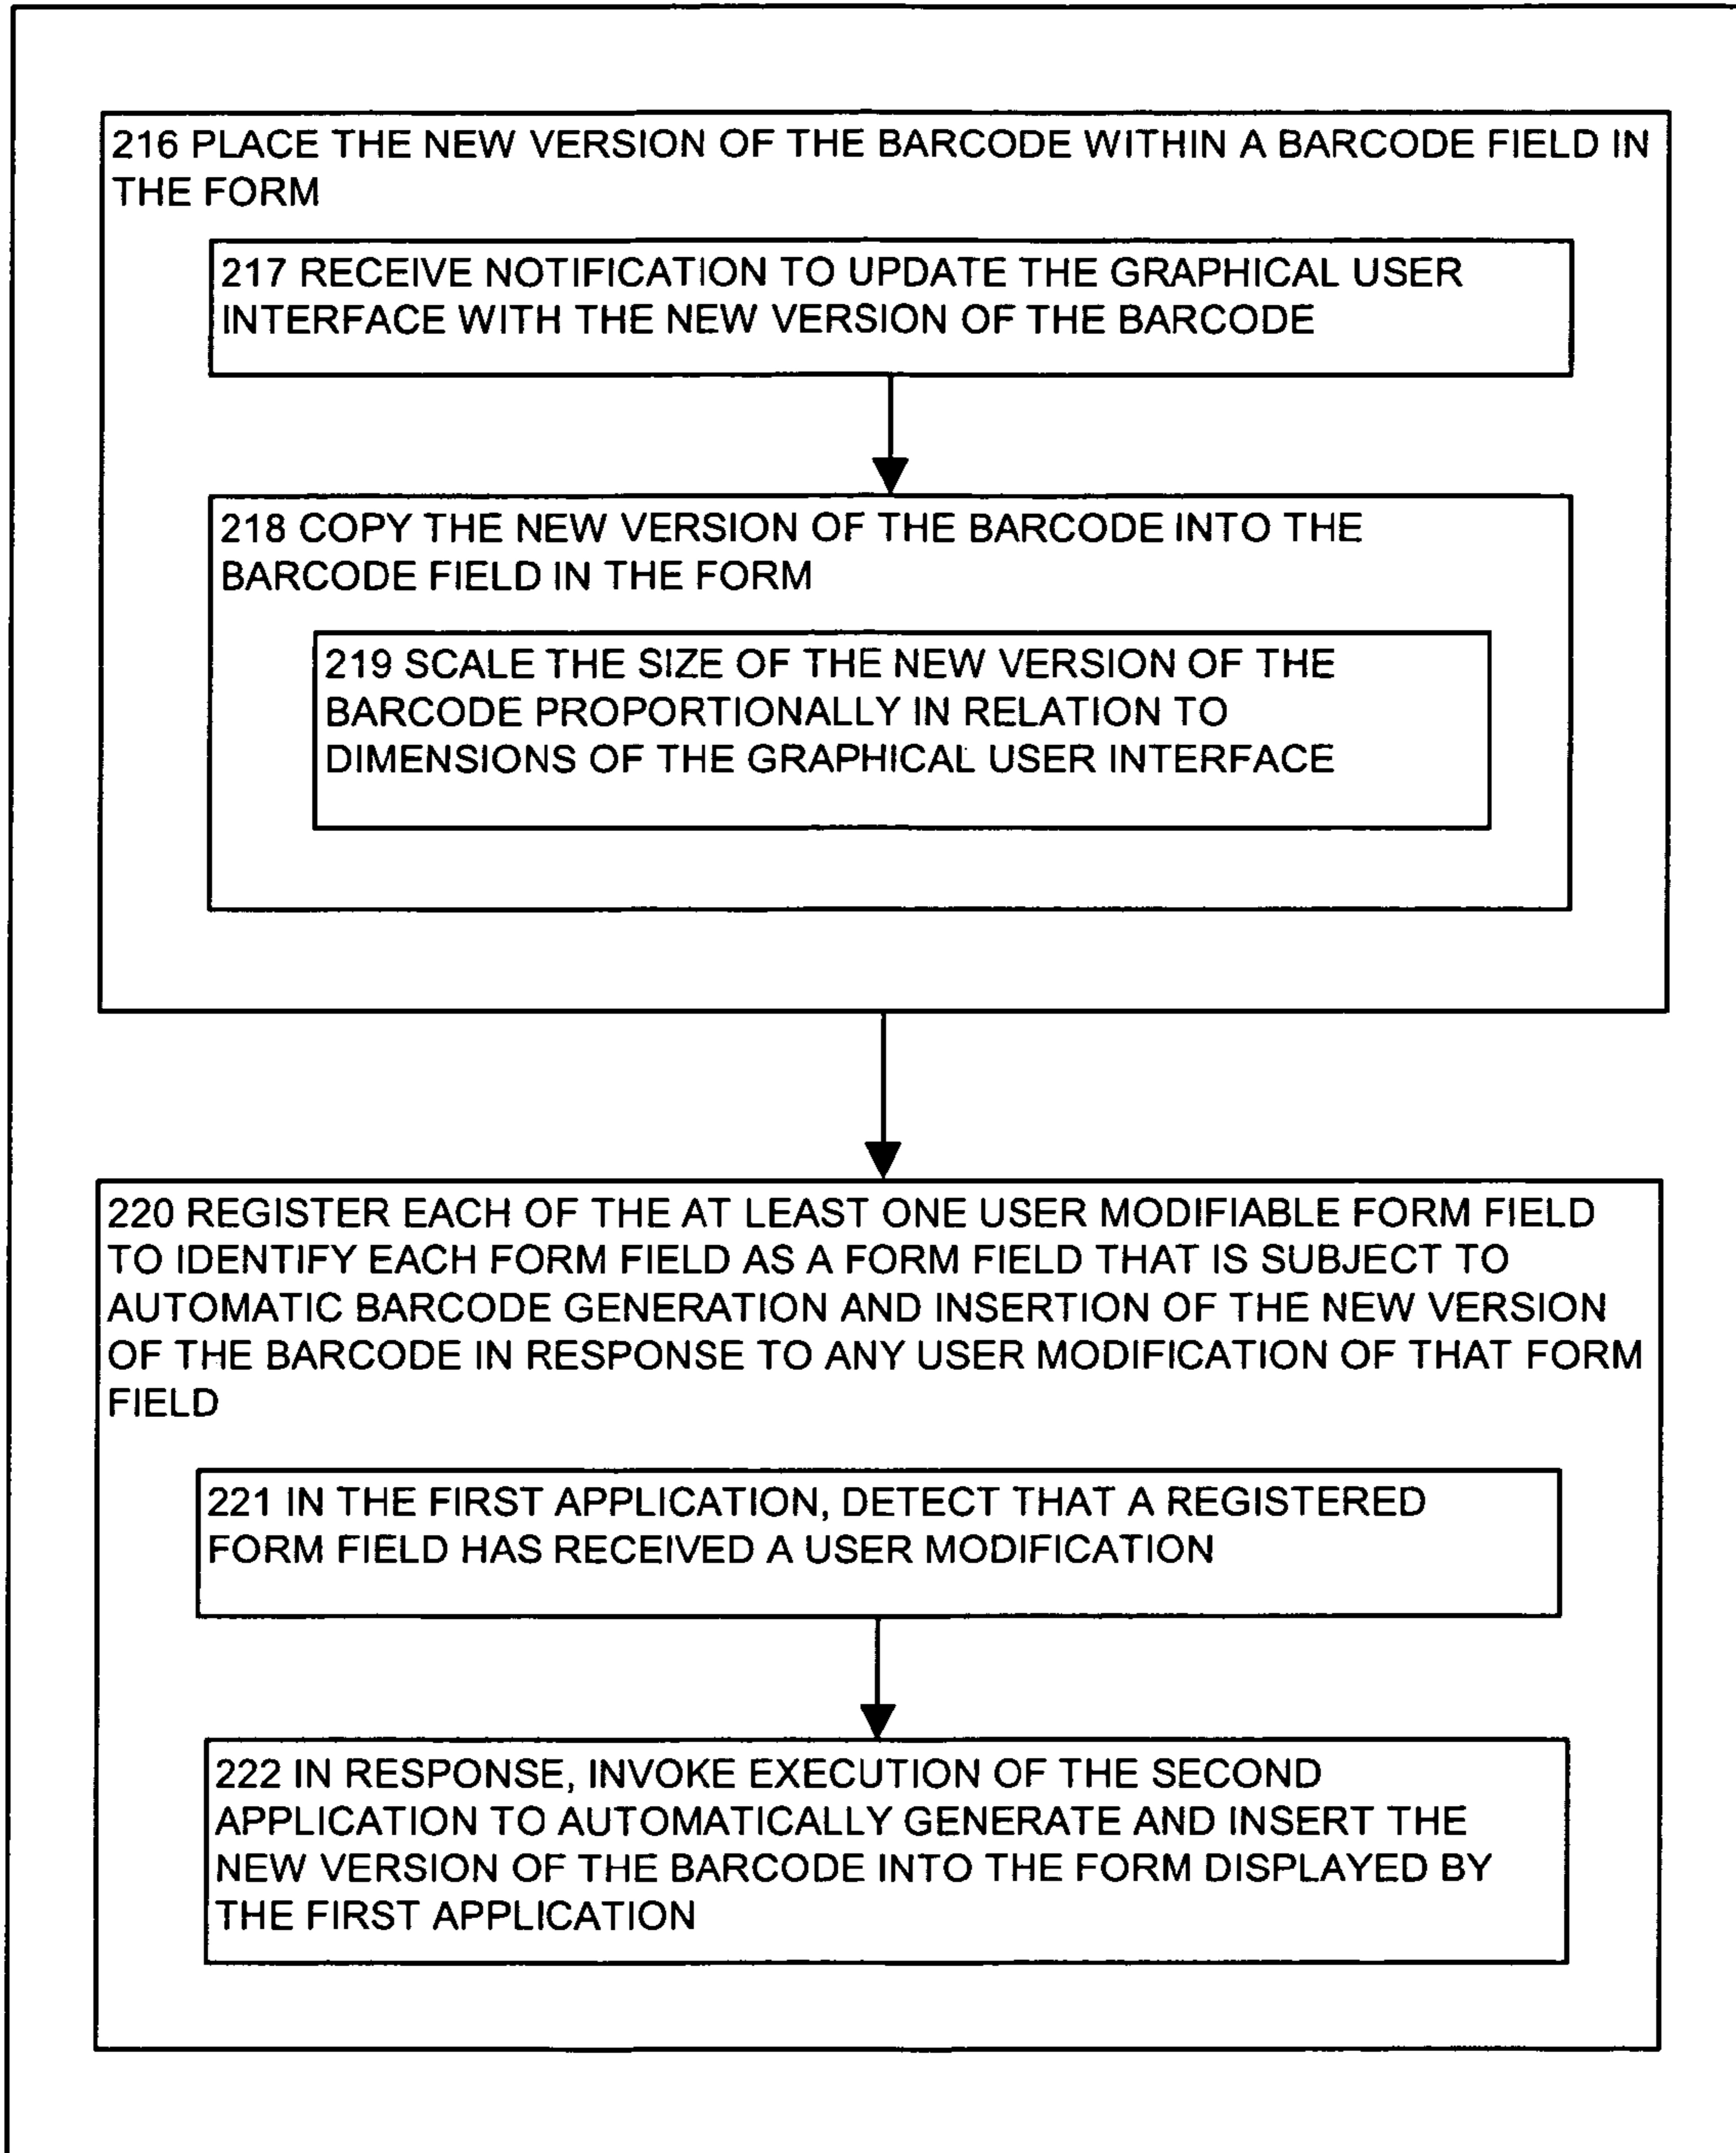 216 PLACE THE NEW VERSION OF THE BARCODE WITHIN A BARCODE FIELD IN
THE FORM
217 RECEIVE NOTIFICATION TO UPDATE THE GRAPHICAL USER
INTERFACE WITH THE NEW VERSION OF THE BARCODE
218 COPY THE NEW VERSION OF THE BARCODE INTO THE
BARCODE FIELD IN THE FORM
219 SCALE THE SIZE OF THE NEW VERSION OF THE
BARCODE PROPORTIONALLY IN RELATION TO
DIMENSIONS OF THE GRAPHICAL USER INTERFACE
220 REGISTER EACH OF THE AT LEAST ONE USER MODIFIABLE FORM FIELD
TO IDENTIFY EACH FORM FIELD AS A FORM FIELD THAT IS SUBJECT TO
AUTOMATIC BARCODE GENERATION AND INSERTION OF THE NEW VERSION
OF THE BARCODE IN RESPONSE TO ANY USER MODIFICATION OF THAT FORM
FIELD
221 IN THE FIRST APPLICATION, DETECT THAT A REGISTERED
FORM FIELD HAS RECEIVED A USER MODIFICATION
222 IN RESPONSE, INVOKE EXECUTION OF THE SECOND
APPLICATION TO AUTOMATICALLY GENERATE AND INSERT THE
NEW VERSION OF THE BARCODE INTO THE FORM DISPLAYED BY
THE FIRST APPLICATION